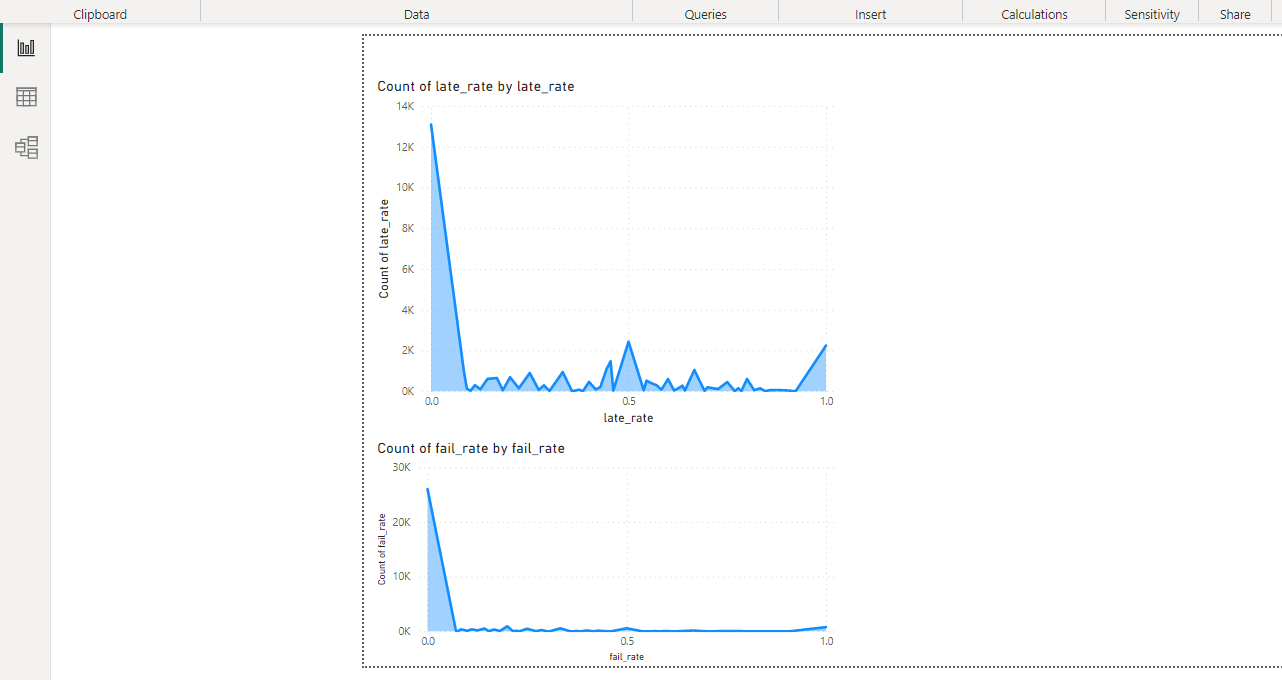 Clipboard Data Queries Insert Calculations Sensitivity Share
Count of late_rate by late_rate
14K
12K
10K
8K
6K
4K
2K
0K
Count of late_rate
0.0 0.5 1.0
late_rate
Count of fail_rate by fail_rate
30K
20K
10K
0K
Count of fail_rate
0.0 0.5 1.0
fail_rate